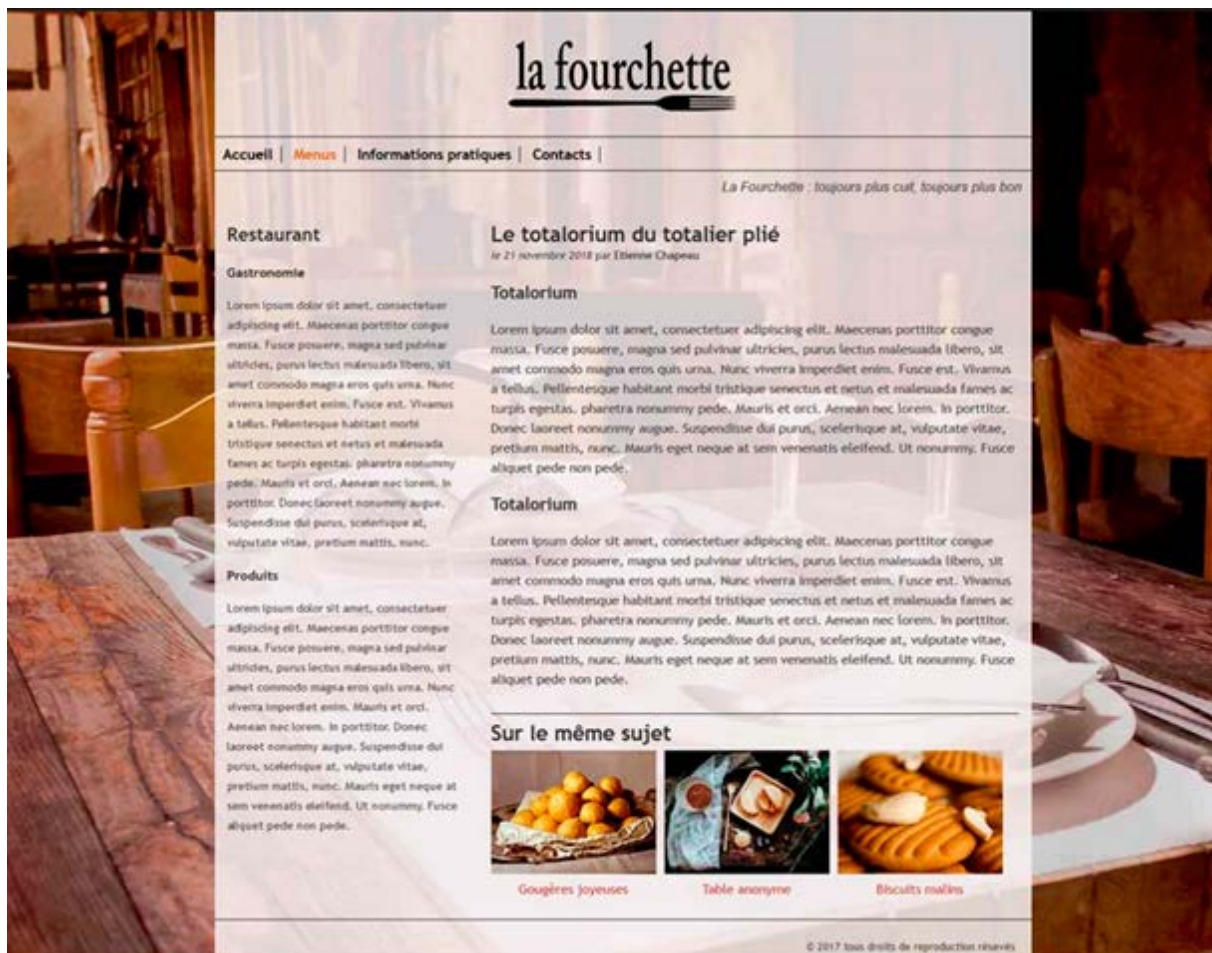 la fourchette
Accueil | Menus | Informations pratiques | Contacts |
La Fourchette : toujours plus cuit, toujours plus bon
Restaurant
Gastronomie
Lorem ipsum dolor sit amet, consectetuer
adipiscing elit. Maecenas porttitor congue
massa. Fusce posuere, magna sed pulvinar
ultricies, purus lectus malesuada libero, sit
amet commodo magna eros quis urna. Nunc
viverra imperdiet enim. Fusce est. Vivamus
a tellus. Pellentesque habitant morbi
tristique senectus et netus et malesuada
fames ac turpis egestas. pharetra nonummy
pede. Mauris et orci. Aenean nec lorem. In
porttitor. Donec laoreet nonummy augue.
Suspendisse dui purus, scelerisque at,
vulputate vitae, pretium mattis, nunc.
Produits
Lorem ipsum dolor sit amet, consectetuer
adipiscing elit. Maecenas porttitor congue
massa. Fusce posuere, magna sed pulvinar
ultricies, purus lectus malesuada libero, sit
amet commodo magna eros quis urna. Nunc
viverra imperdiet enim. Mauris et orci.
Aenean nec lorem. In porttitor. Donec
laoreet nonummy augue. Suspendisse dui
purus, scelerisque at, vulputate vitae,
pretium mattis, nunc. Mauris eget neque at
sem venenatis eleifend. Ut nonummy. Fusce
aliquet pede non pede.
Le totalorium du totalier plié
le 21 novembre 2018 par Etienne Chapeau
Totalorium
Lorem ipsum dolor sit amet, consectetuer adipiscing elit. Maecenas porttitor congue
massa. Fusce posuere, magna sed pulvinar ultricies, purus lectus malesuada libero, sit
amet commodo magna eros quis urna. Nunc viverra imperdiet enim. Fusce est. Vivamus
a tellus. Pellentesque habitant morbi tristique senectus et netus et malesuada fames ac
turpis egestas. pharetra nonummy pede. Mauris et orci. Aenean nec lorem. In porttitor.
Donec laoreet nonummy augue. Suspendisse dui purus, scelerisque at, vulputate vitae,
pretium mattis, nunc. Mauris eget neque at sem venenatis eleifend. Ut nonummy. Fusce
aliquet pede non pede.
Totalorium
Lorem ipsum dolor sit amet, consectetuer adipiscing elit. Maecenas porttitor congue
massa. Fusce posuere, magna sed pulvinar ultricies, purus lectus malesuada libero, sit
amet commodo magna eros quis urna. Nunc viverra imperdiet enim. Fusce est. Vivamus
a tellus. Pellentesque habitant morbi tristique senectus et netus et malesuada fames ac
turpis egestas. pharetra nonummy pede. Mauris et orci. Aenean nec lorem. In porttitor.
Donec laoreet nonummy augue. Suspendisse dui purus, scelerisque at, vulputate vitae,
pretium mattis, nunc. Mauris eget neque at sem venenatis eleifend. Ut nonummy. Fusce
aliquet pede non pede.
Sur le même sujet
Gougères joyeuses
Table anonyme
Biscuits malins
© 2017 tous droits de reproduction résevés